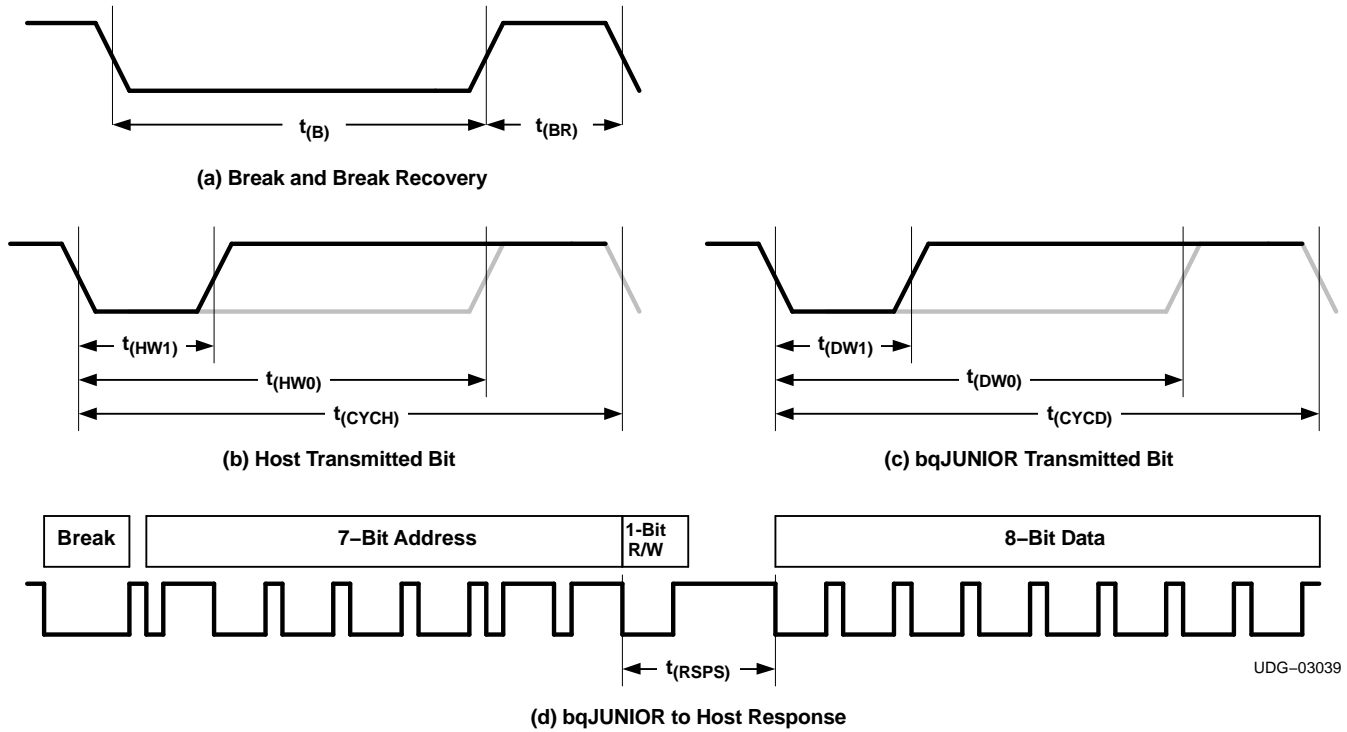 t(B)
t(BR)
(a) Break and Break Recovery
t(HW1)
t(HW0)
t(CYCH)
(b) Host Transmitted Bit
t(DW1)
t(DW0)
t(CYCD)
(c) bqJUNIOR Transmitted Bit
Break
7–Bit Address
1-Bit
R/W
8–Bit Data
t(RSPS)
UDG–03039
(d) bqJUNIOR to Host Response